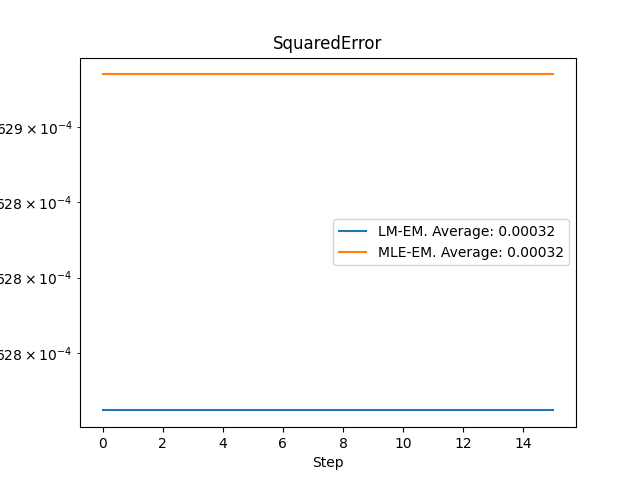 SquaredError
629 × 10⁻⁴
628 × 10⁻⁴
628 × 10⁻⁴
628 × 10⁻⁴
LM-EM. Average: 0.00032
MLE-EM. Average: 0.00032
0 2 4 6 8 10 12 14
Step